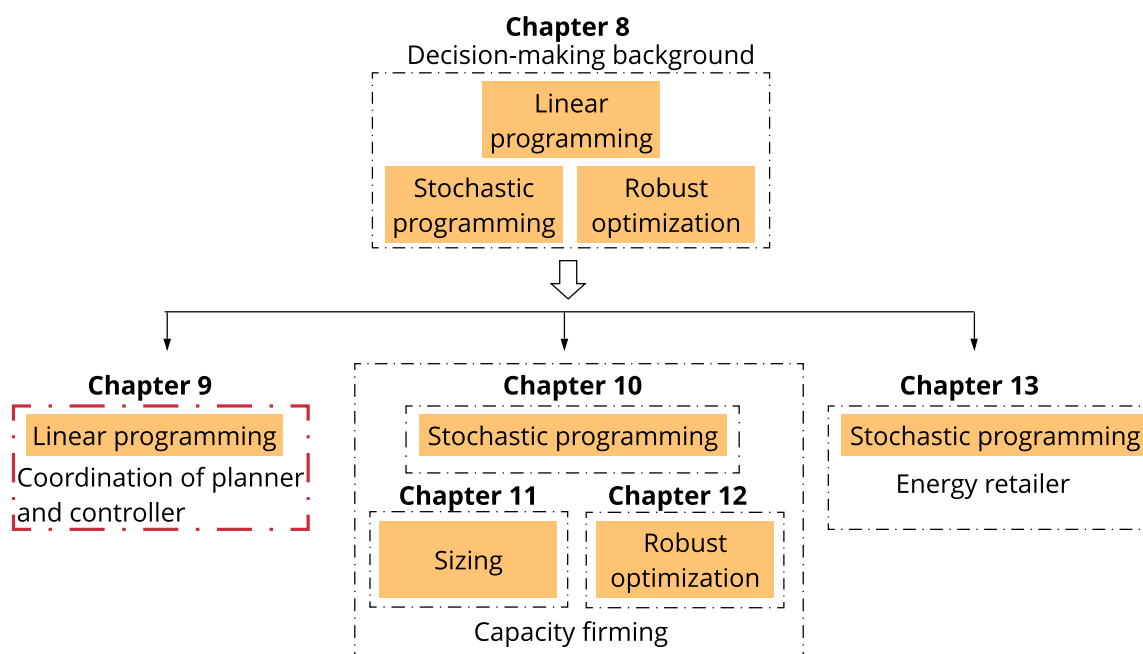 Chapter 8
Decision-making background
Linear
programming
Stochastic
programming
Robust
optimization
Chapter 9
Linear programming
Coordination of planner
and controller
Chapter 10
Stochastic programming
Chapter 11
Sizing
Chapter 12
Robust
optimization
Capacity firming
Chapter 13
Stochastic programming
Energy retailer